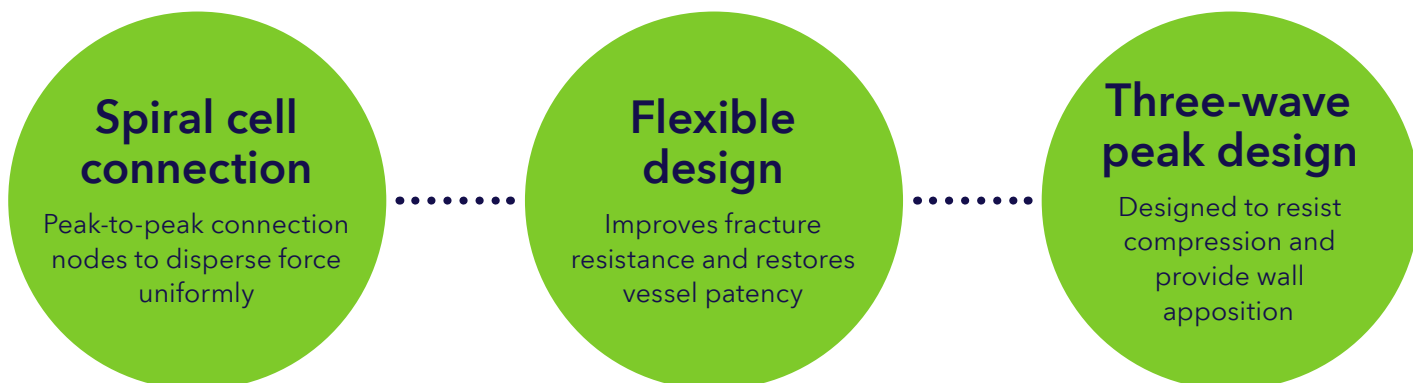 Spiral cell
connection
Peak-to-peak connection
nodes to disperse force
uniformly
Flexible
design
Improves fracture
resistance and restores
vessel patency
Three-wave
peak design
Designed to resist
compression and
provide wall
apposition